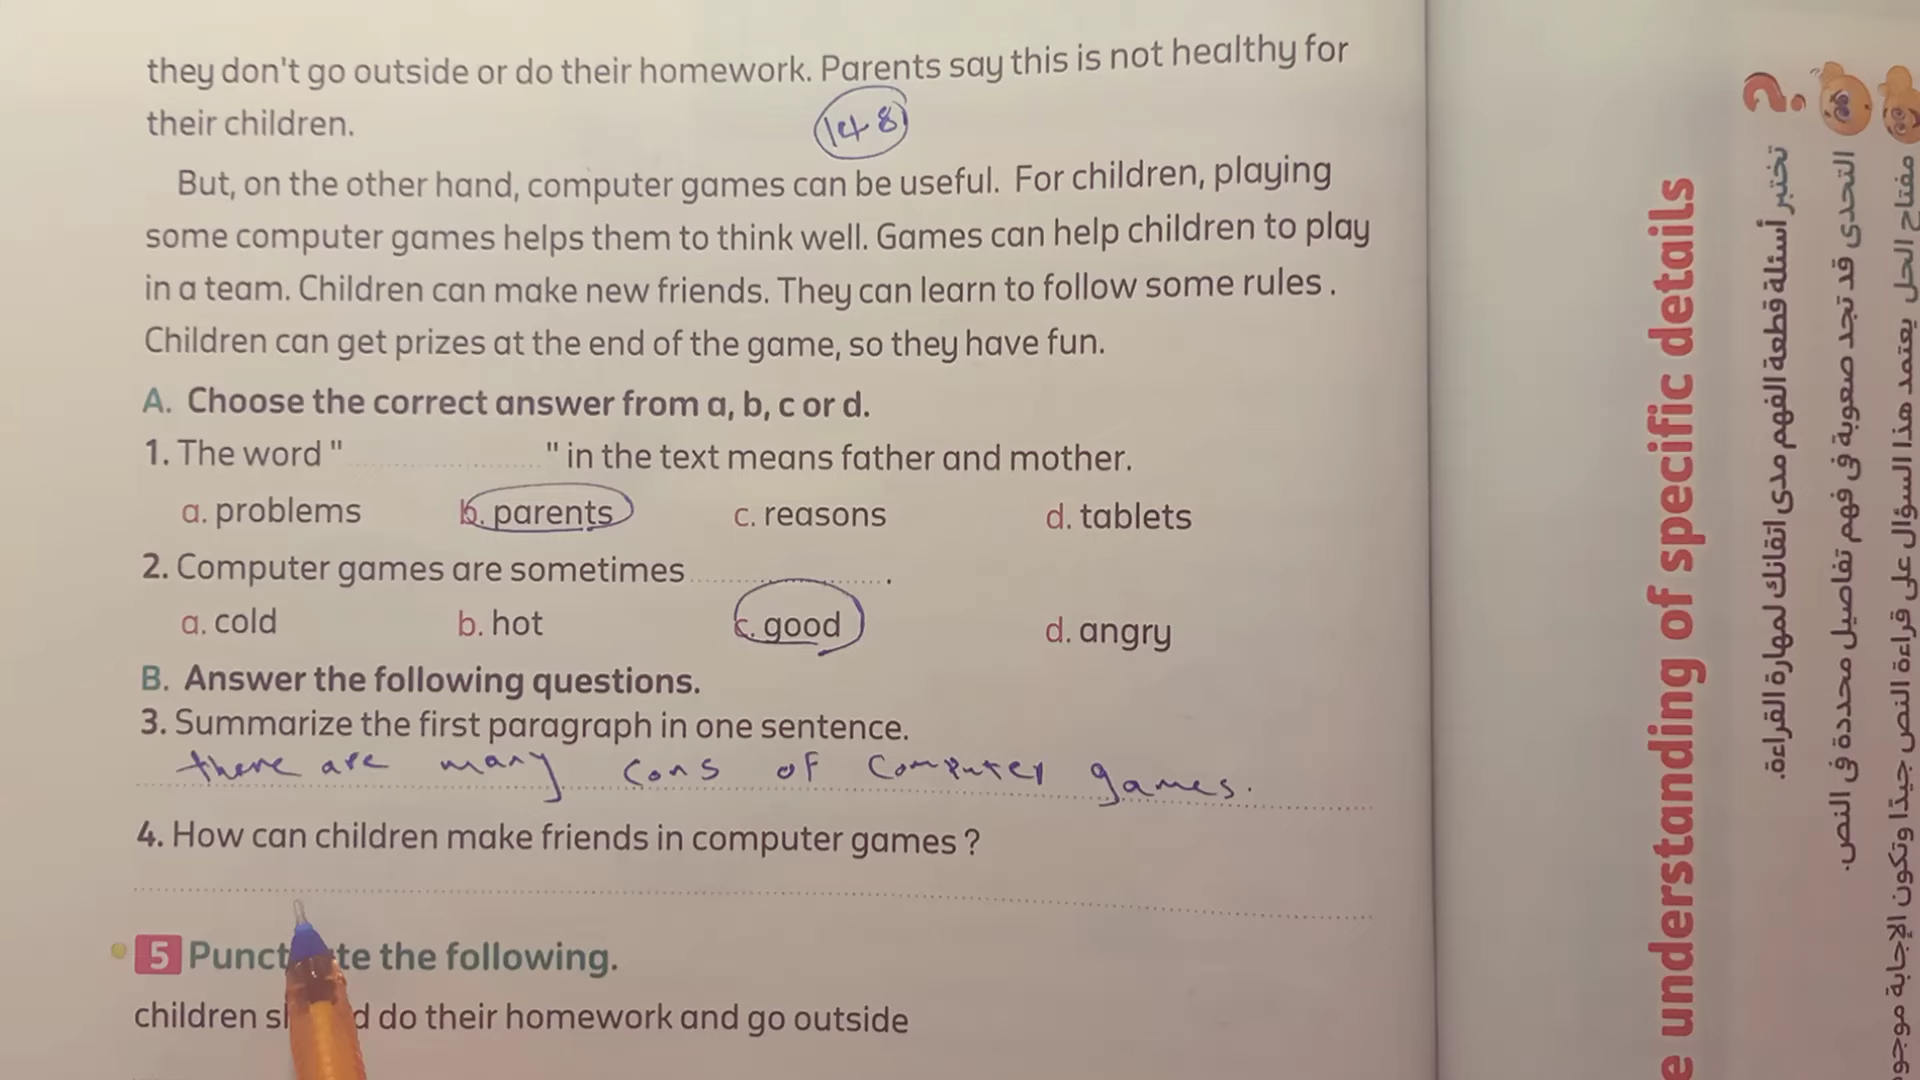 they don't go outside or do their homework. Parents say this is not healthy for
their children.
148
But, on the other hand, computer games can be useful. For children, playing
some computer games helps them to think well. Games can help children to play
in a team. Children can make new friends. They can learn to follow some rules.
Children can get prizes at the end of the game, so they have fun.
A. Choose the correct answer from a, b, c or d.
1. The word " " in the text means father and mother.
a. problems b. parents c. reasons d. tablets
2. Computer games are sometimes .
a. cold b. hot c. good d. angry
B. Answer the following questions.
3. Summarize the first paragraph in one sentence.
there are many cons of computer games.
4. How can children make friends in computer games?
5 Punct te the following.
children s d do their homework and go outside
e understanding of specific details
؟ تختبر أسئلة قطعة الفهم مدى اتقانك لمهارة القراءة.
التحدى قد تجد صعوبة فى فهم تفاصيل محددة فى النص.
مفتاح الحل يعتمد هذا السؤال على قراءة النص جيدًا وتكون الإجابة